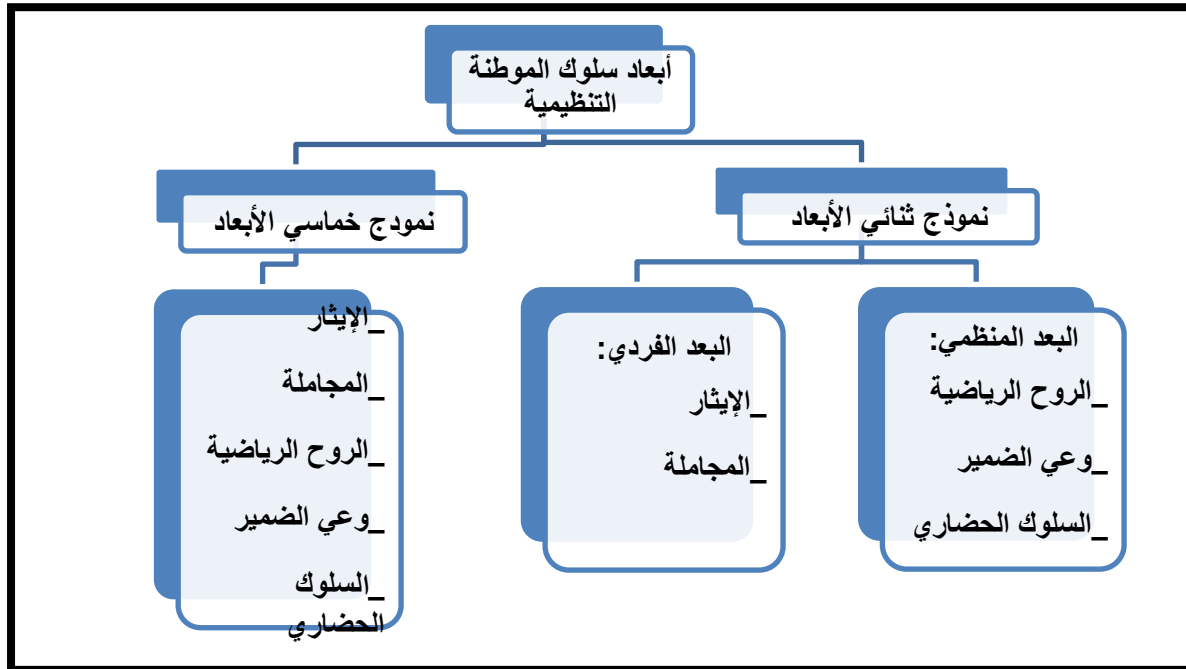 أبعاد سلوك الموطنة
التنظيمية
نموذج ثنائي الأبعاد
نمودج خماسي الأبعاد
البعد المنظمي:
_الروح الرياضية
_وعي الضمير
_السلوك الحضاري
البعد الفردي:
_الإيثار
_المجاملة
_الإيثار
_المجاملة
_الروح الرياضية
_وعي الضمير
_السلوك
الحضاري